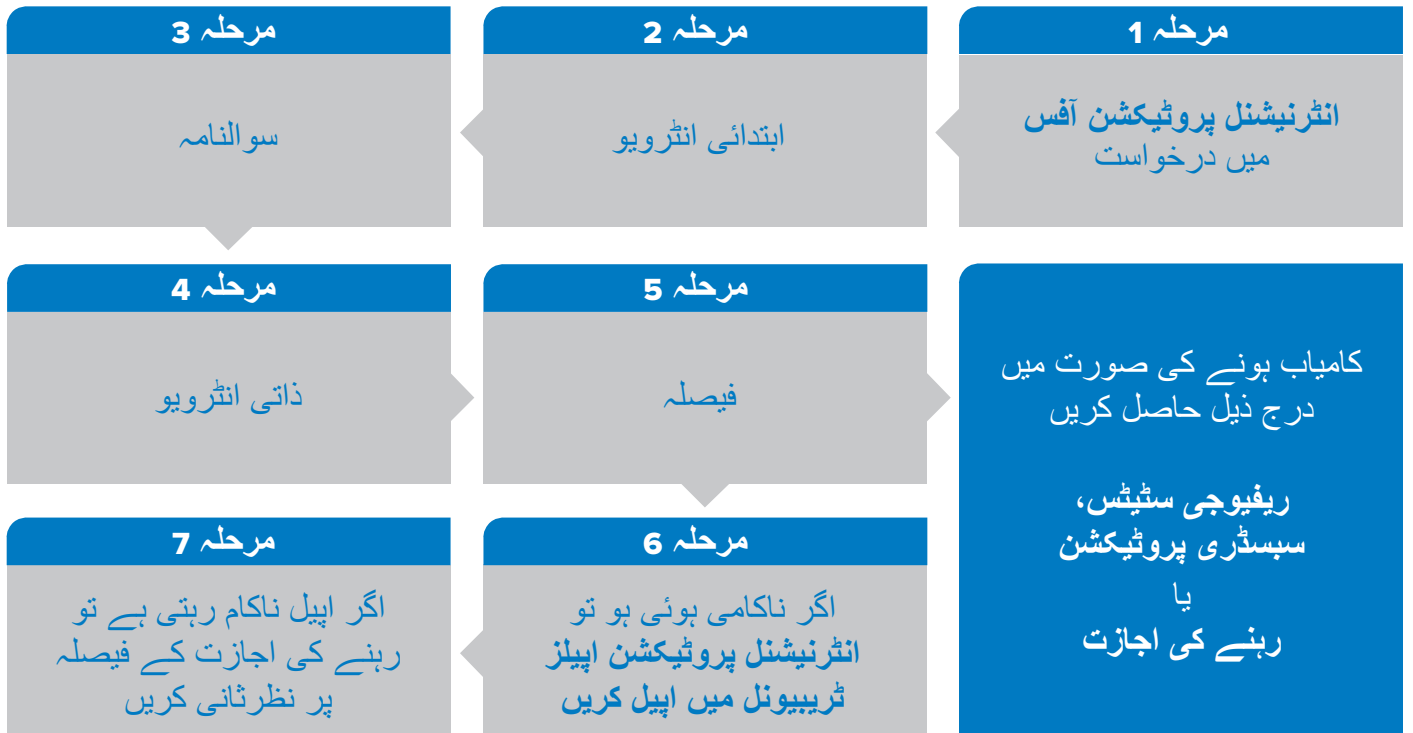 مرحلہ 1
انٹرنیشنل پروٹیکشن آفس
میں درخواست
مرحلہ 2
ابتدائی انٹرویو
مرحلہ 3
سوالنامہ
مرحلہ 4
ذاتی انٹرویو
مرحلہ 5
فیصلہ
کامیاب ہونے کی صورت میں
درج ذیل حاصل کریں
ریفیوجی سٹیٹس،
سبسڈری پروٹیکشن
یا
رہنے کی اجازت
مرحلہ 6
اگر ناکامی ہوئی ہو تو
انٹرنیشنل پروٹیکشن اپیلز
ٹریبیونل میں اپیل کریں
مرحلہ 7
اگر اپیل ناکام رہتی ہے تو
رہنے کی اجازت کے فیصلہ
پر نظرثانی کریں